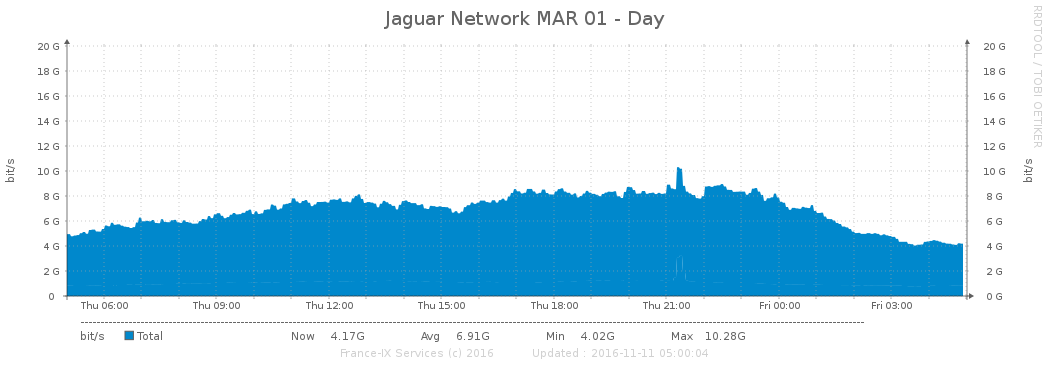 Jaguar Network MAR 01 - Day
RRDTOOL / TOBI OETIKER
20 G 20 G
18 G 18 G
16 G 16 G
14 G 14 G
12 G 12 G
10 G 10 G
8 G 8 G
6 G 6 G
4 G 4 G
2 G 2 G
0 0 G
bit/s bit/s
Thu 06:00 Thu 09:00 Thu 12:00 Thu 15:00 Thu 18:00 Thu 21:00 Fri 00:00 Fri 03:00
bit/s Total Now 4.17G Avg 6.91G Min 4.02G Max 10.28G
France-IX Services (c) 2016 Updated : 2016-11-11 05:00:04